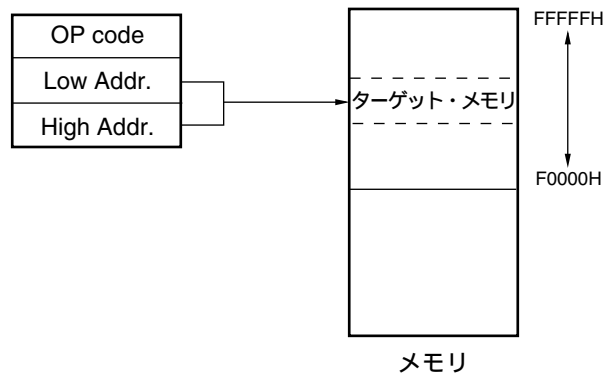 OP code
Low Addr.
High Addr.
ターゲット・メモリ
FFFFFH
F0000H
メモリ